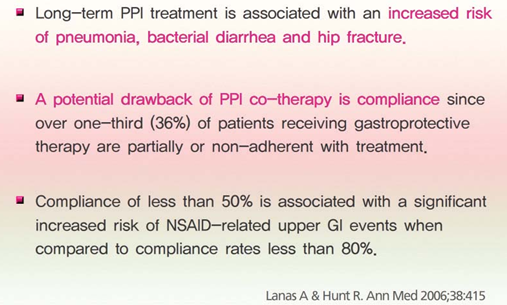 Long-term PPI treatment is associated with an increased risk
of pneumonia, bacterial diarrhea and hip fracture.
A potential drawback of PPI co-therapy is compliance since
over one-third (36%) of patients receiving gastroprotective
therapy are partially or non-adherent with treatment.
Compliance of less than 50% is associated with a significant
increased risk of NSAID-related upper GI events when
compared to compliance rates less than 80%.
Lanas A & Hunt R. Ann Med 2006;38:415